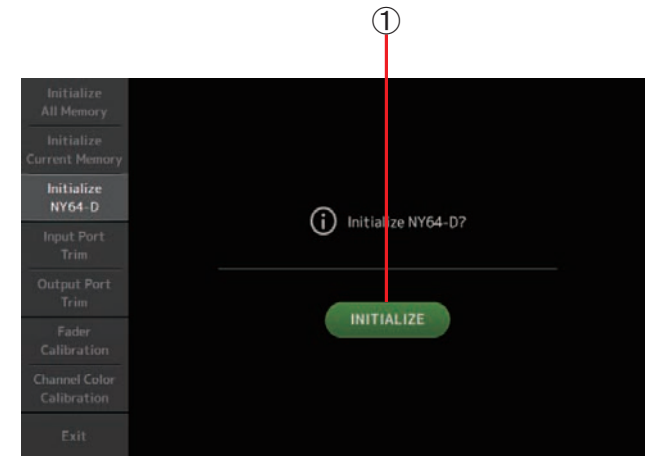 ①
Initialize
All Memory
Initialize
Current Memory
Initialize
NY64-D
Input Port
Trim
Output Port
Trim
Fader
Calibration
Channel Color
Calibration
Exit
Initialize NY64-D?
INITIALIZE